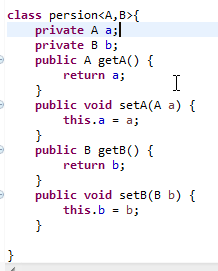 class persion<A,B>{
    private A a;
    private B b;
    public A getA() {
        return a;
    }
    public void setA(A a) {
        this.a = a;
    }
    public B getB() {
        return b;
    }
    public void setB(B b) {
        this.b = b;
    }

}